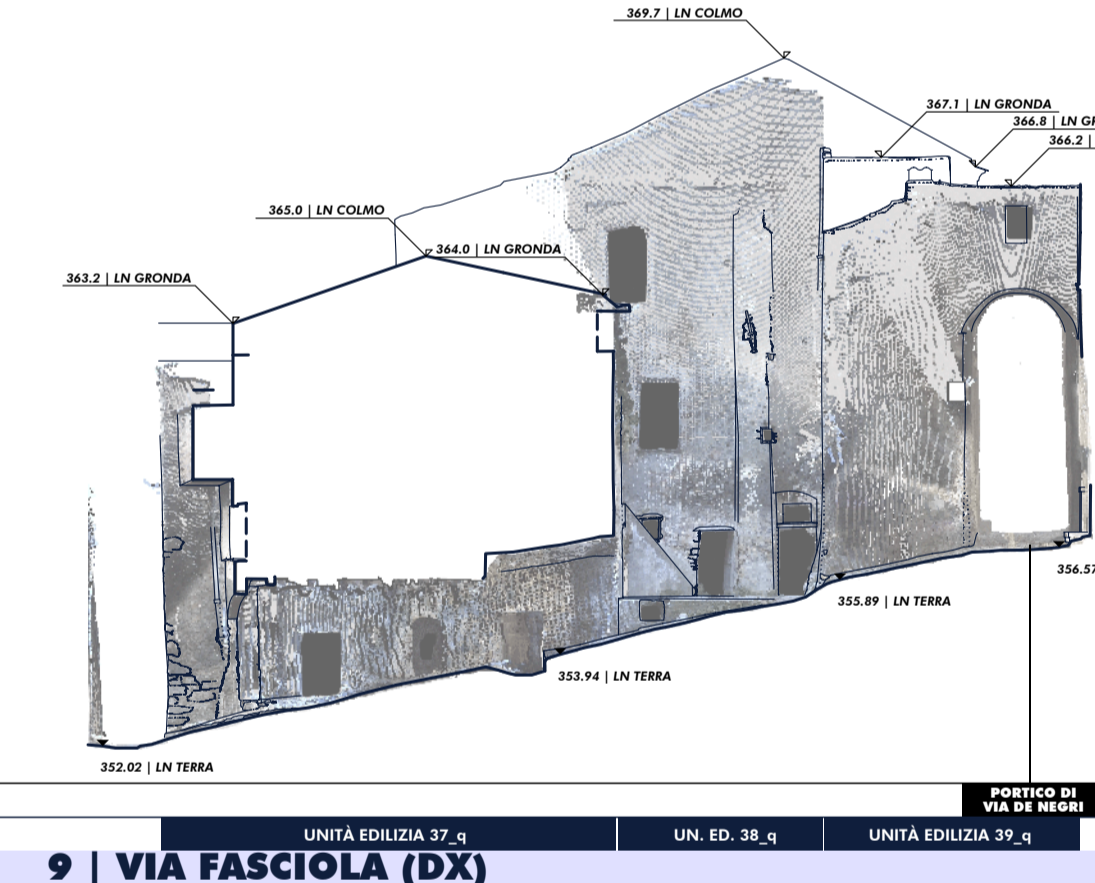 369.7 | LN COLMO
367.1 | LN GRONDA
366.8 | LN
366.2 |
365.0 | LN COLMO
364.0 | LN GRONDA
363.2 | LN GRONDA
356.57
355.89 | LN TERRA
353.94 | LN TERRA
352.02 | LN TERRA
PORTICO DI
VIA DE NEGRI
UNITÀ EDILIZIA 37_q
UN. ED. 38_q
UNITÀ EDILIZIA 39_q
9 | VIA FASCIOLA (DX)